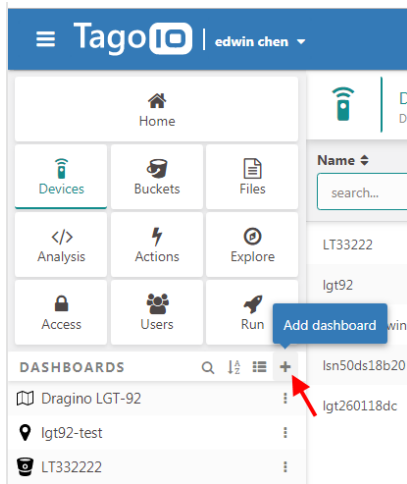 TagoIO edwin chen
Home
D
D
Devices Buckets Files
Name
search...
Analysis Actions Explore
LT33222
lgt92
Access Users Run
Add dashboard
win
DASHBOARDS
lsn50ds18b20
Dragino LGT-92
lgt260118dc
lgt92-test
LT332222